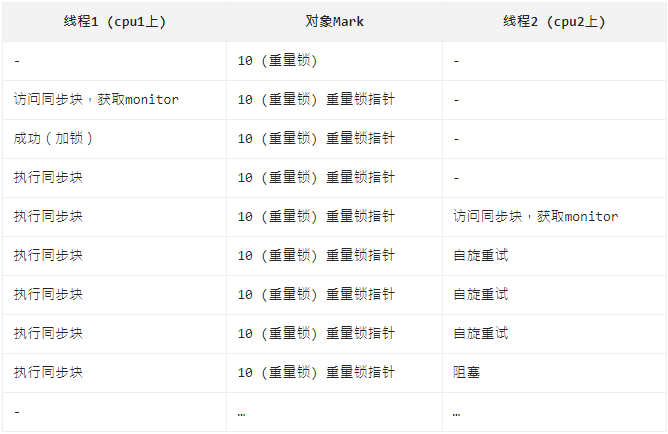 线程1 (cpu1上) 对象Mark 线程2 (cpu2上)
- 10 (重量锁) -
访问同步块，获取monitor 10 (重量锁) 重量锁指针 -
成功（加锁） 10 (重量锁) 重量锁指针 -
执行同步块 10 (重量锁) 重量锁指针 -
执行同步块 10 (重量锁) 重量锁指针 访问同步块，获取monitor
执行同步块 10 (重量锁) 重量锁指针 自旋重试
执行同步块 10 (重量锁) 重量锁指针 自旋重试
执行同步块 10 (重量锁) 重量锁指针 自旋重试
执行同步块 10 (重量锁) 重量锁指针 阻塞
- … …